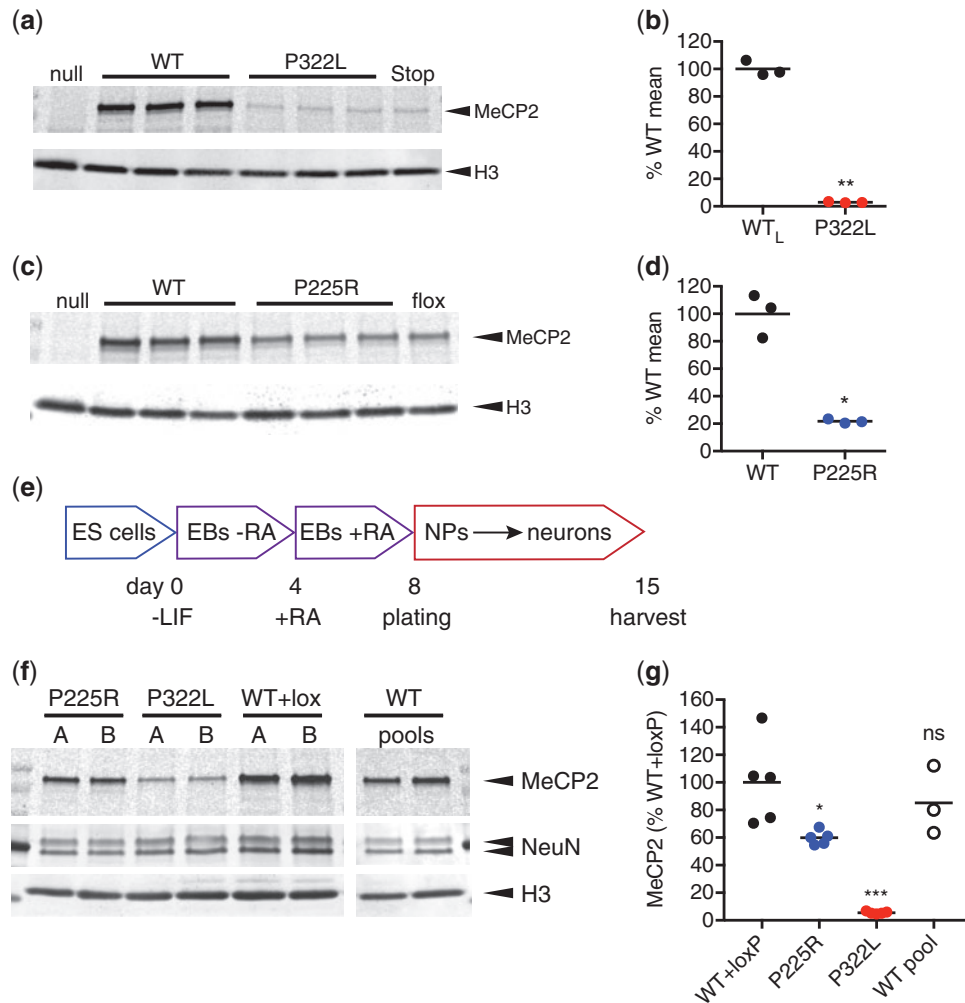 (a)
null WT P322L Stop
MeCP2
H3
(b)
% WT mean
120
100
80
60
40
20
0
**
WTL P322L
(c)
null WT P225R flox
MeCP2
H3
(d)
% WT mean
120
100
80
60
40
20
0
*
WT P225R
(e)
ES cells EBs -RA EBs +RA NPs neurons
day 0 4 8 15
-LIF +RA plating harvest
(f)
P225R P322L WT+lox WT
A B A B A B pools
MeCP2
NeuN
H3
(g)
MeCP2 (% WT+loxP)
160
140
120
100
80
60
40
20
0
* *** ns
WT+loxP P225R P322L WT pool